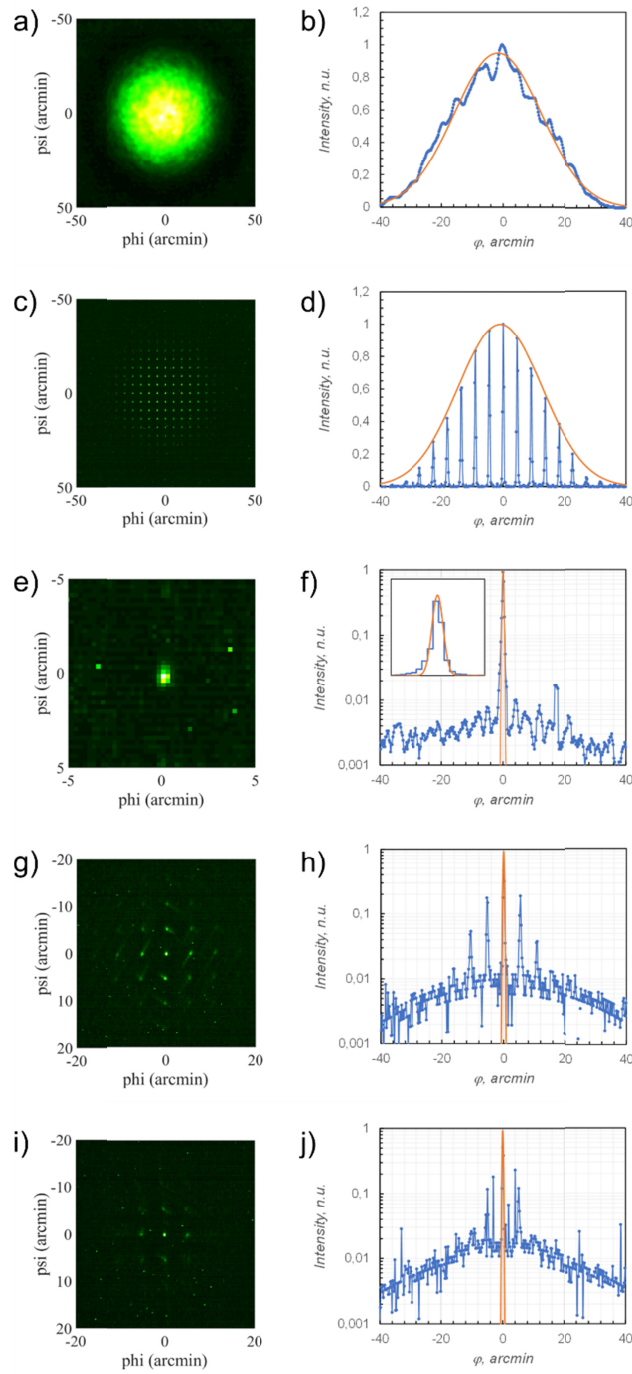 a)
-50
0
50
psi (arcmin)
-50 0 50
phi (arcmin)
b)
1,2
1
0,8
0,6
0,4
0,2
0
Intensity, n.u.
-40 -20 0 20 40
φ, arcmin
c)
-50
0
50
psi (arcmin)
-50 0 50
phi (arcmin)
d)
1,2
1
0,8
0,6
0,4
0,2
0
Intensity, n.u.
-40 -20 0 20 40
φ, arcmin
e)
-5
0
5
psi (arcmin)
-5 0 5
phi (arcmin)
f)
1
0,1
0,01
0,001
Intensity, n.u.
-40 -20 0 20 40
φ, arcmin
g)
-20
-10
0
10
20
psi (arcmin)
-20 0 20
phi (arcmin)
h)
1
0,1
0,01
0,001
Intensity, n.u.
-40 -20 0 20 40
φ, arcmin
i)
-20
-10
0
10
20
psi (arcmin)
-20 0 20
phi (arcmin)
j)
1
0,1
0,01
0,001
Intensity, n.u.
-40 -20 0 20 40
φ, arcmin